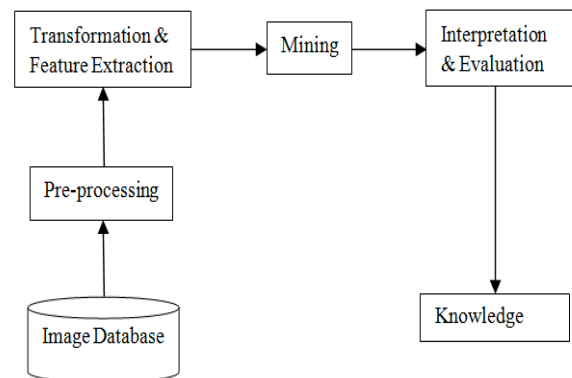 Transformation &
Feature Extraction
Mining
Interpretation
& Evaluation
Pre-processing
Image Database
Knowledge